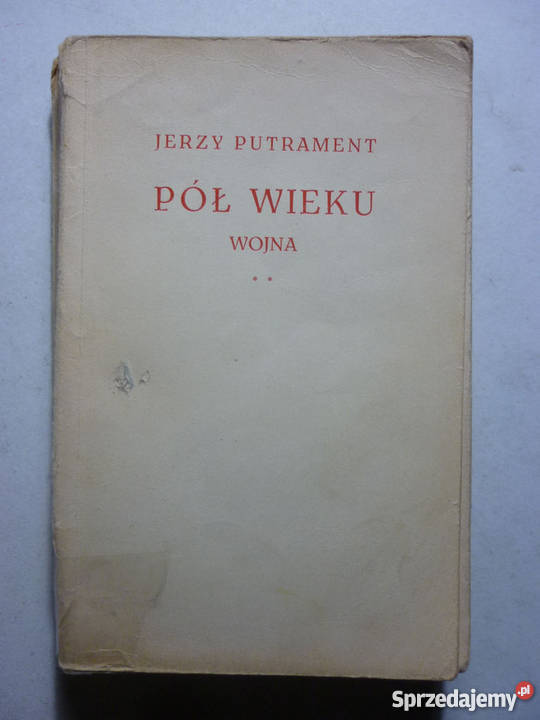 JERZY PUTRAMENT
PÓŁ WIEKU
WOJNA
* *
Sprzedajemy.pl